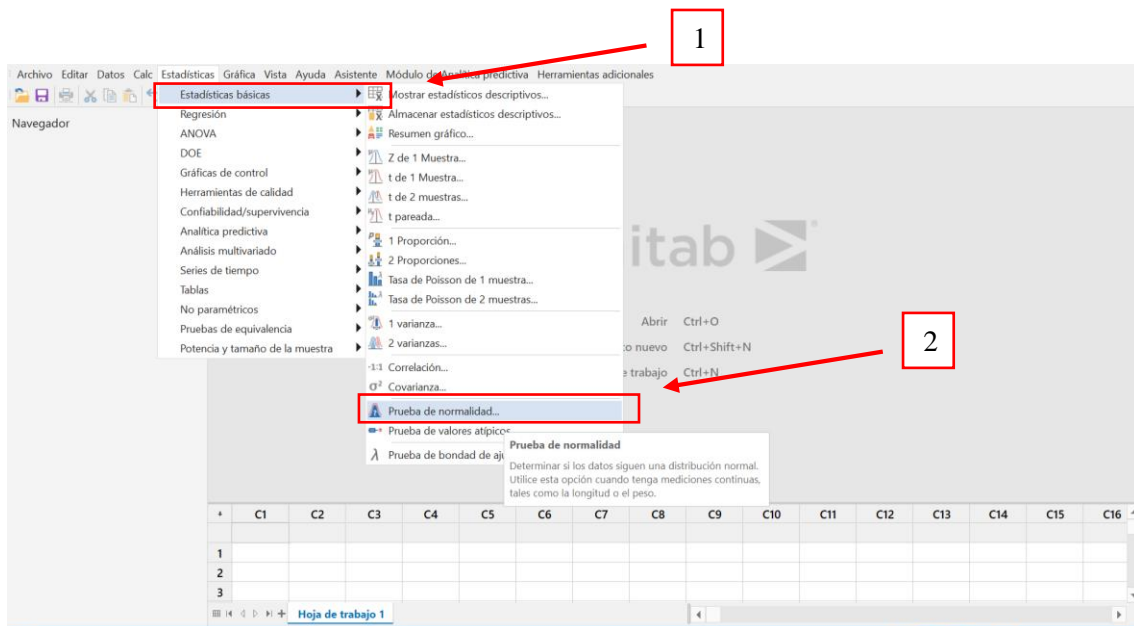 1
Archivo Editar Datos Calc Estadísticas Gráfica Vista Ayuda Asistente Módulo de Analítica predictiva Herramientas adicionales
Navegador
Estadísticas básicas
Regresión
ANOVA
DOE
Gráficas de control
Herramientas de calidad
Confiabilidad/supervivencia
Analítica predictiva
Análisis multivariado
Series de tiempo
Tablas
No paramétricos
Pruebas de equivalencia
Potencia y tamaño de la muestra
Mostrar estadísticos descriptivos...
Almacenar estadísticos descriptivos...
Resumen gráfico...
Z de 1 Muestra...
t de 1 Muestra...
t de 2 muestras...
t pareada...
1 Proporción...
2 Proporciones...
Tasa de Poisson de 1 muestra...
Tasa de Poisson de 2 muestras...
1 varianza...
2 varianzas...
-1:1 Correlación...
σ² Covarianza...
Prueba de normalidad...
Prueba de valores atípicos
λ Prueba de bondad de aju
itab
Abrir Ctrl+O
o nuevo Ctrl+Shift+N
e trabajo Ctrl+N
2
Prueba de normalidad
Determinar si los datos siguen una distribución normal.
Utilice esta opción cuando tenga mediciones continuas,
tales como la longitud o el peso.
C1 C2 C3 C4 C5 C6 C7 C8 C9 C10 C11 C12 C13 C14 C15 C16
1
2
3
Hoja de trabajo 1